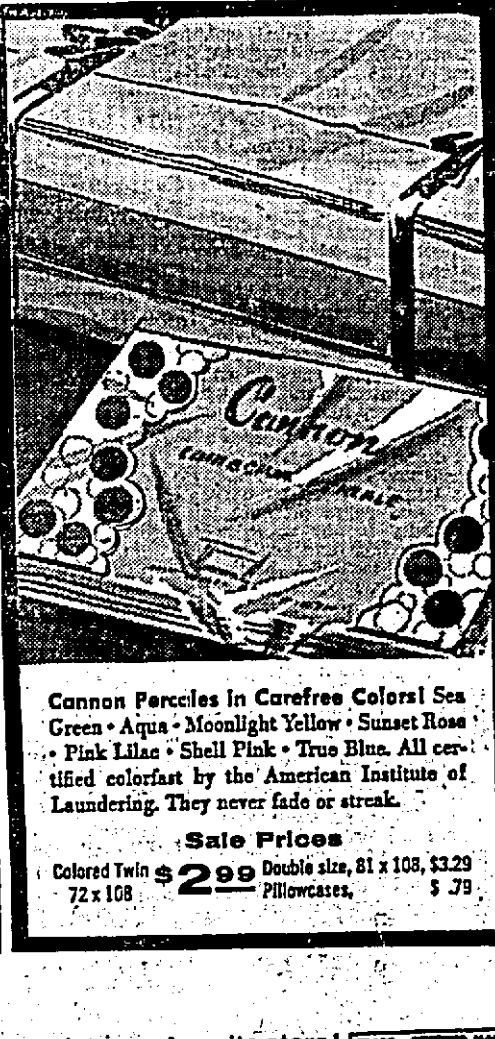 Cannon
Cannon Percales in Carefree Colors! Sea
Green • Aqua • Moonlight Yellow • Sunset Rose
• Pink Lilac • Shell Pink • True Blue. All cer-
tified colorfast by the American Institute of
Laundering. They never fade or streak.
Sale Prices
Colored Twin $2.99 Double size, 81 x 108, $3.29
72 x 108 Pillowcases, $ .79